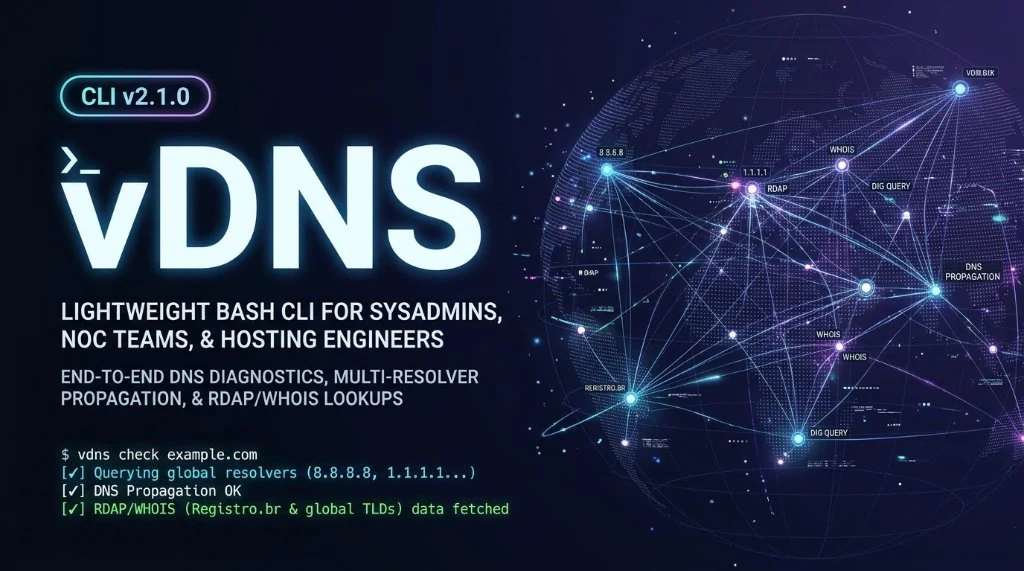 CLI v2.1.0
>_
vDNS
LIGHTWEIGHT BASH CLI FOR SYSADMINS,
NOC TEAMS, & HOSTING ENGINEERS
END-TO-END DNS DIAGNOSTICS, MULTI-RESOLVER
PROPAGATION, & RDAP/WHOIS LOOKUPS
$ vdns check example.com
[✓] Querying global resolvers (8.8.8.8, 1.1.1.1...)
[✓] DNS Propagation OK
[✓] RDAP/WHOIS (Registro.br & global TLDs) data fetched
8.8.8.8
WHOIS
1.1.1.1
RDAP
DIG QUERY
DNS
PROPAGATION
WHOIS
WHOIS
RERISTRO.BR
DIG QUERY